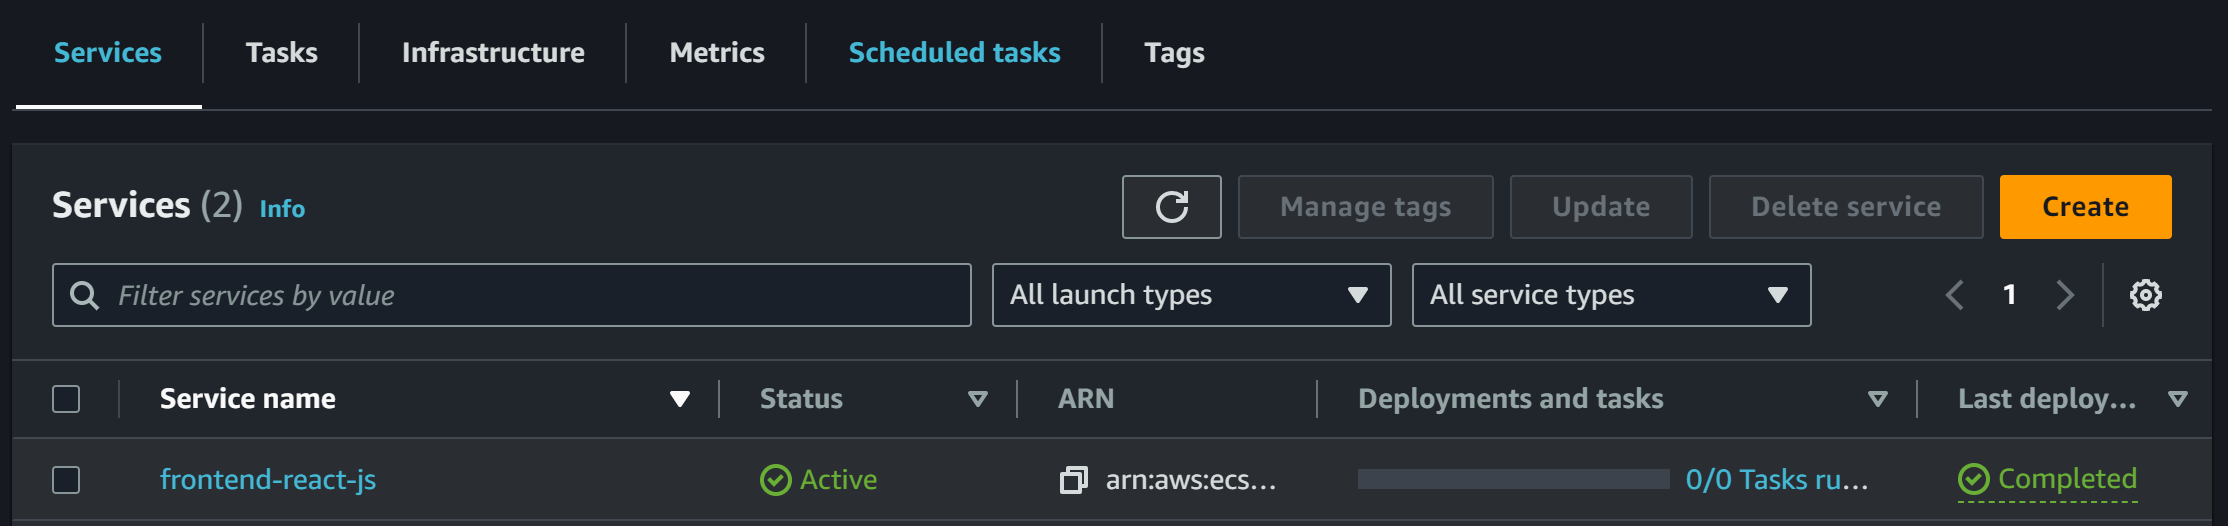 Services Tasks Infrastructure Metrics Scheduled tasks Tags
Services (2) Info Manage tags Update Delete service Create
Filter services by value All launch types All service types 1
Service name Status ARN Deployments and tasks Last deploy...
frontend-react-js Active arn:aws:ecs... 0/0 Tasks ru... Completed